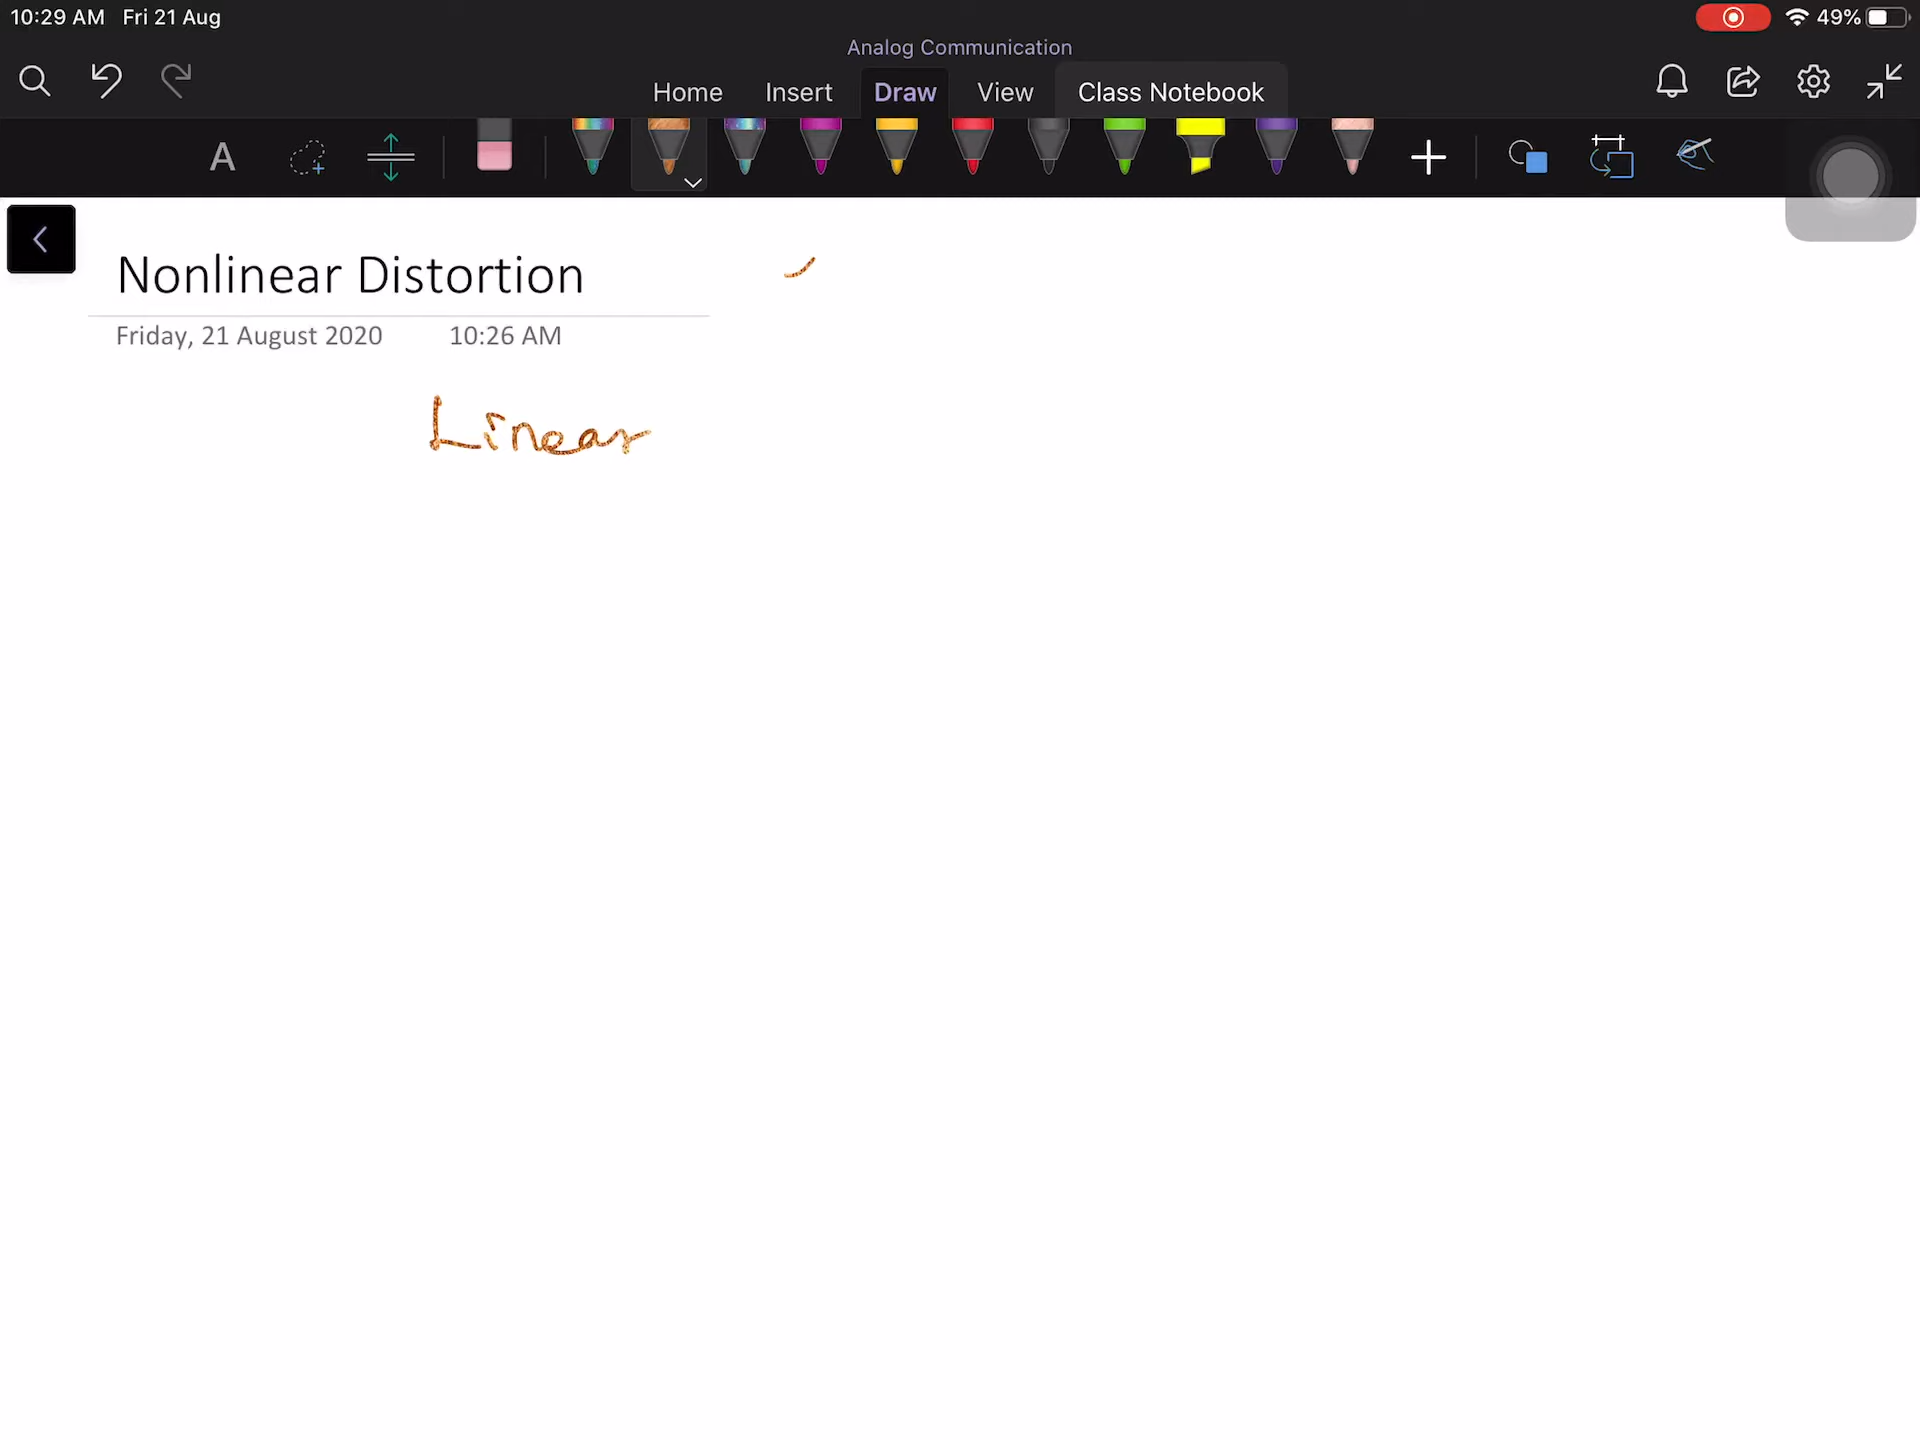 10:29 AM Fri 21 Aug
49%
Analog Communication
Home Insert Draw View Class Notebook
A
Nonlinear Distortion
Friday, 21 August 2020 10:26 AM
Linear